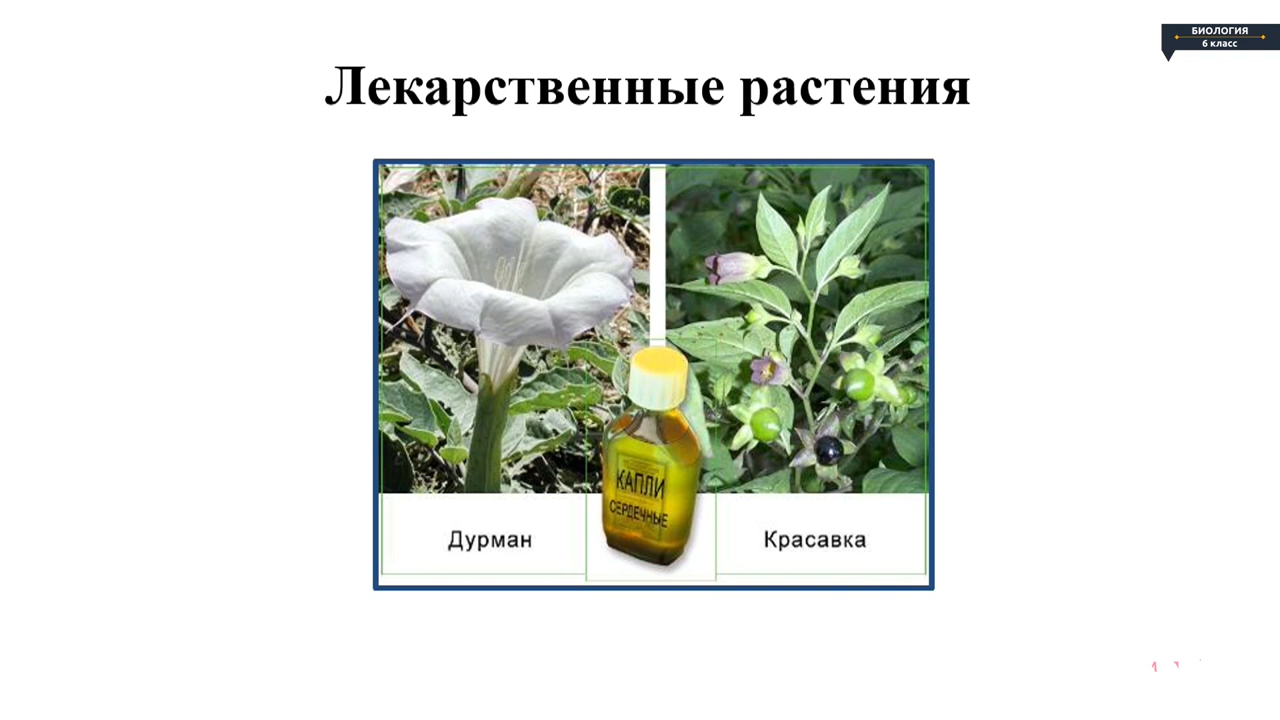 БИОЛОГИЯ
6 класс
Лекарственные растения
КАПЛИ
СЕРДЕЧНЫЕ
Дурман
Красавка